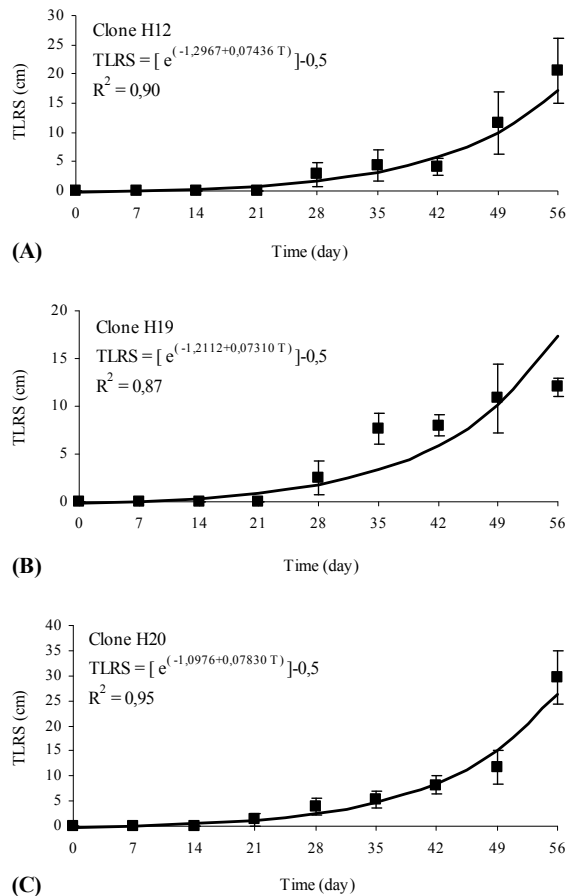 30
Clone H12
25
TLRS = [ e^( -1,2967+0,07436 T) ]-0,5
20
R² = 0,90
15
10
5
0
TLRS (cm)
0 7 14 21 28 35 42 49 56
Time (day)
(A)
20
Clone H19
TLRS = [ e^( -1,2112+0,07310 T) ]-0,5
15
R² = 0,87
10
5
0
TLRS (cm)
0 7 14 21 28 35 42 49 56
Time (day)
(B)
40
Clone H20
35
TLRS = [ e^( -1,0976+0,07830 T) ]-0,5
30
R² = 0,95
25
20
15
10
5
0
TLRS (cm)
0 7 14 21 28 35 42 49 56
Time (day)
(C)